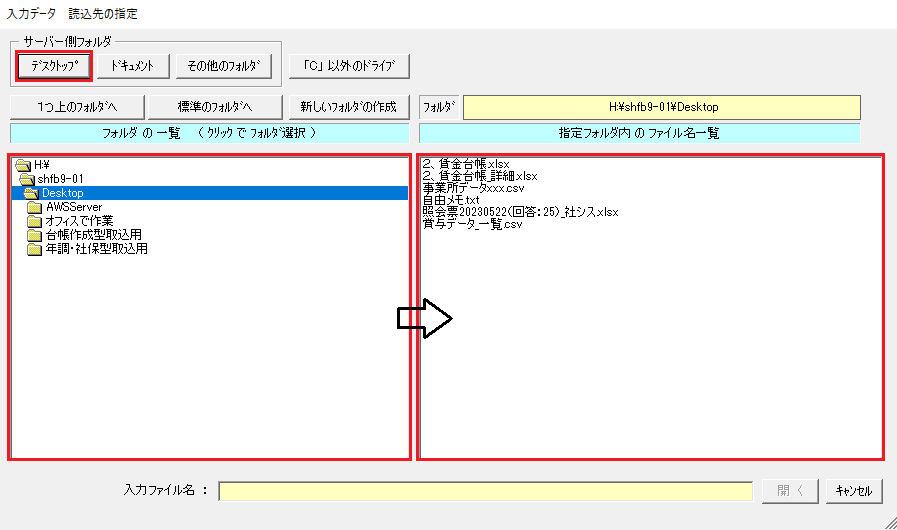 入力データ　読込先の指定
サーバー側フォルダ
ﾃﾞｽｸﾄｯﾌﾟ ﾄﾞｷｭﾒﾝﾄ その他のﾌｫﾙﾀﾞ 「C」以外のﾄﾞﾗｲﾌﾞ
1つ上のﾌｫﾙﾀﾞへ 標準のﾌｫﾙﾀﾞへ 新しいﾌｫﾙﾀﾞの作成 ﾌｫﾙﾀﾞ H:¥shfb9-01¥Desktop
フォルダ の 一覧　（ ｸﾘｯｸ で ﾌｫﾙﾀﾞ選択 ） 指定フォルダ内 の ファイル名一覧
H:¥
shfb9-01
Desktop
AWSServer
オフィスで作業
台帳作成型取込用
年調・社保型取込用
2、賃金台帳.xlsx
2、賃金台帳_詳細.xlsx
事業所データxxx.csv
自由メモ.txt
照会票20230522(回答：25)_社シス.xlsx
賞与データ_一覧.csv
入力ファイル名 ： 開 く ｷｬﾝｾﾙ